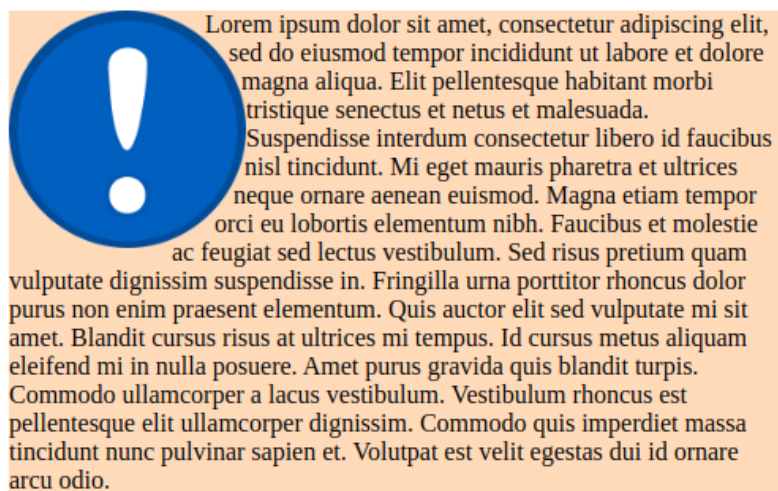 Lorem ipsum dolor sit amet, consectetur adipiscing elit,
sed do eiusmod tempor incididunt ut labore et dolore
magna aliqua. Elit pellentesque habitant morbi
tristique senectus et netus et malesuada.
Suspendisse interdum consectetur libero id faucibus
nisl tincidunt. Mi eget mauris pharetra et ultrices
neque ornare aenean euismod. Magna etiam tempor
orci eu lobortis elementum nibh. Faucibus et molestie
ac feugiat sed lectus vestibulum. Sed risus pretium quam
vulputate dignissim suspendisse in. Fringilla urna porttitor rhoncus dolor
purus non enim praesent elementum. Quis auctor elit sed vulputate mi sit
amet. Blandit cursus risus at ultrices mi tempus. Id cursus metus aliquam
eleifend mi in nulla posuere. Amet purus gravida quis blandit turpis.
Commodo ullamcorper a lacus vestibulum. Vestibulum rhoncus est
pellentesque elit ullamcorper dignissim. Commodo quis imperdiet massa
tincidunt nunc pulvinar sapien et. Volutpat est velit egestas dui id ornare
arcu odio.